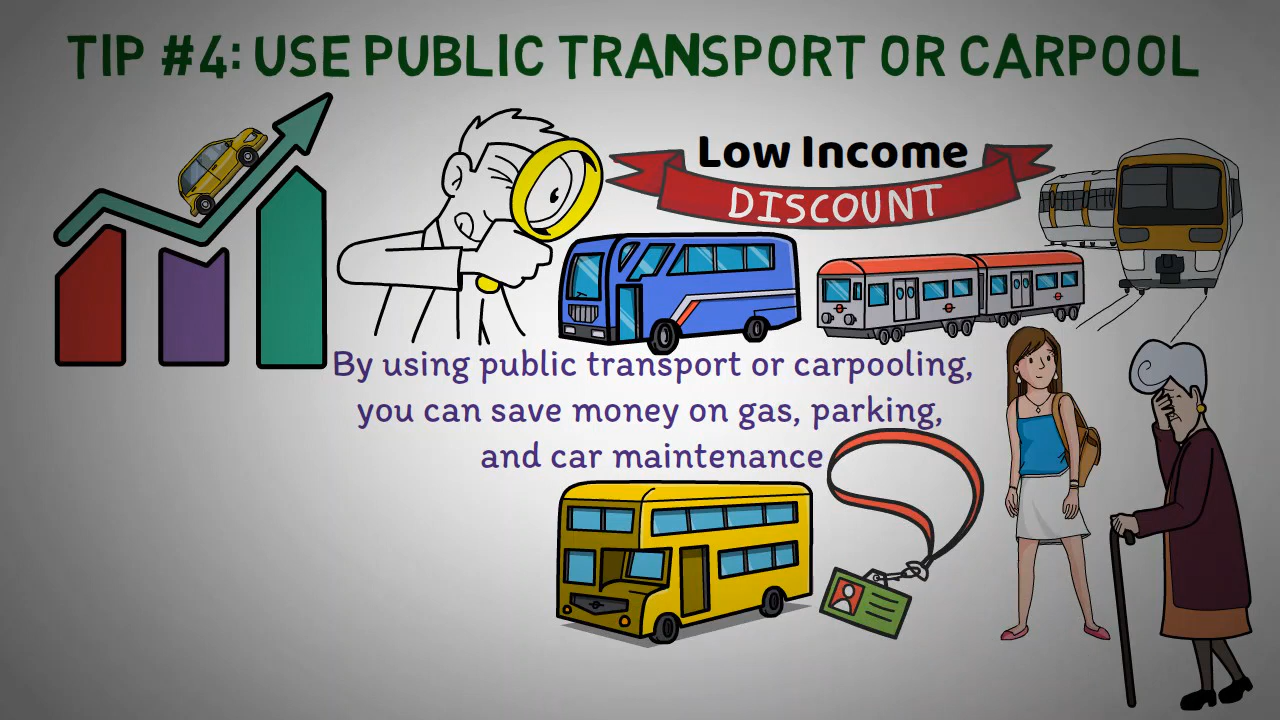 TIP #4: USE PUBLIC TRANSPORT OR CARPOOL
Low Income
DISCOUNT
By using public transport or carpooling,
you can save money on gas, parking,
and car maintenance